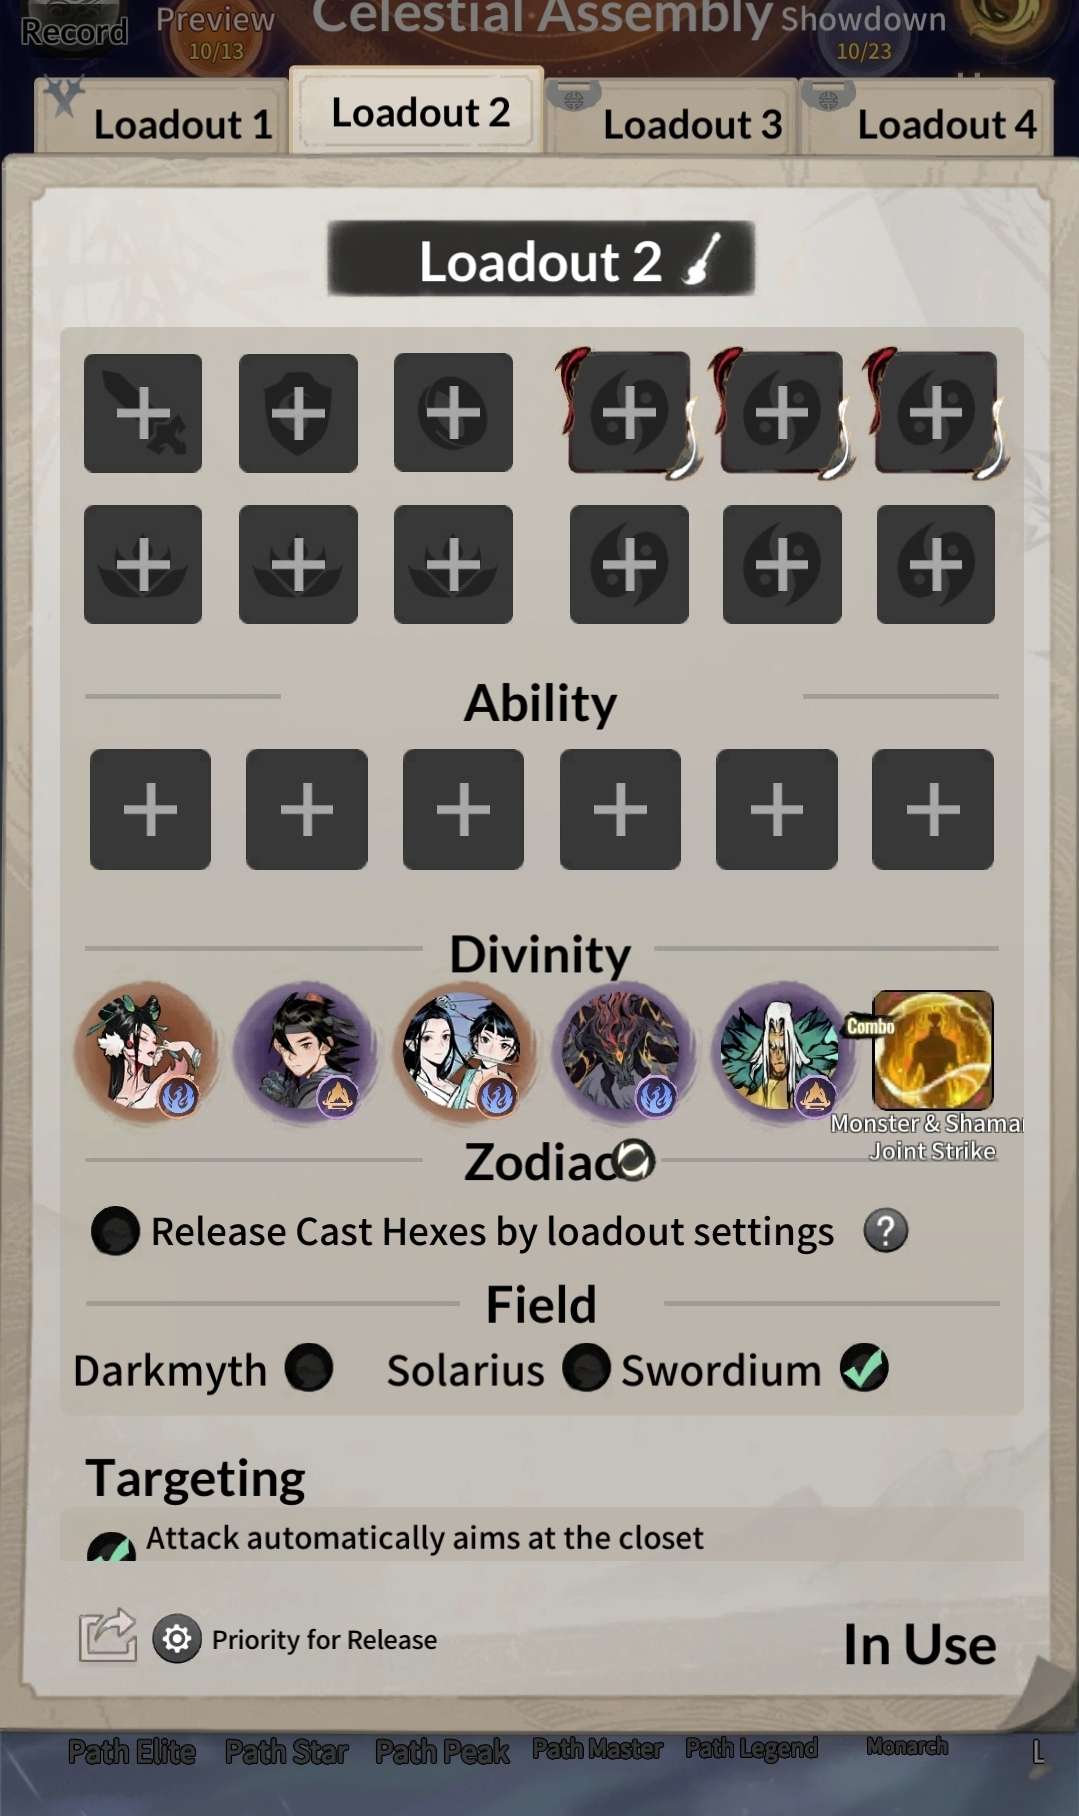 Record
Preview
10/13
Celestial Assembly
Showdown
10/23
Loadout 1
Loadout 2
Loadout 3
Loadout 4
Loadout 2
Ability
Divinity
Combo
Monster & Shama
Joint Strike
Zodiac
Release Cast Hexes by loadout settings ?
Field
Darkmyth Solarius Swordium
Targeting
Attack automatically aims at the closet
Priority for Release
In Use
Path Elite Path Star Path Peak Path Master Path Legend Monarch L